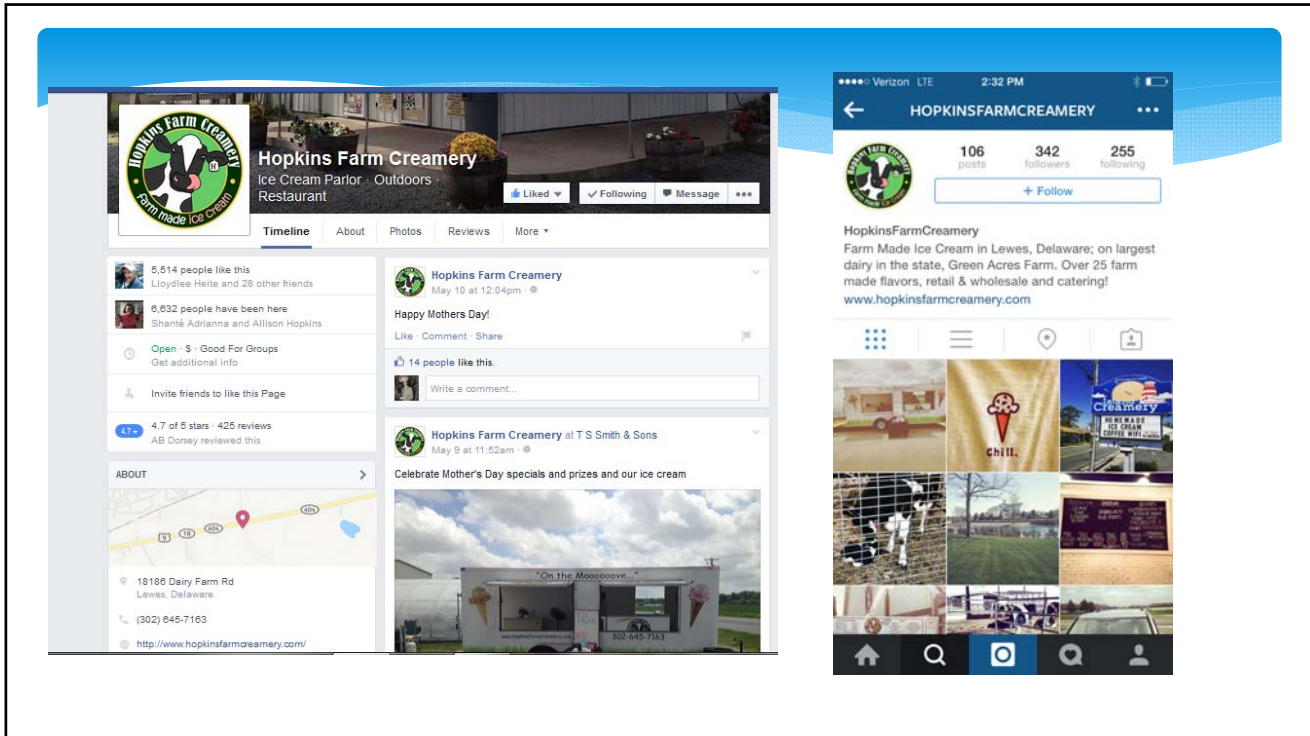 Hopkins Farm Creamery
Farm made ice cream
Hopkins Farm Creamery
Ice Cream Parlor · Outdoors ·
Restaurant
Liked
Following
Message
Timeline
About
Photos
Reviews
More
5,514 people like this
Lloydlee Heite and 28 other friends
6,632 people have been here
Shanté Adrianna and Allison Hopkins
Open · $ · Good For Groups
Get additional info
Invite friends to like this Page
4.7
4.7 of 5 stars · 425 reviews
AB Dorsey reviewed this
ABOUT
9
18
404
404
18186 Dairy Farm Rd
Lewes, Delaware
(302) 645-7163
http://www.hopkinsfarmcreamery.com/
Hopkins Farm Creamery
May 10 at 12:04pm ·
Happy Mothers Day!
Like · Comment · Share
14 people like this.
Write a comment...
Hopkins Farm Creamery at T S Smith & Sons
May 9 at 11:52am ·
Celebrate Mother's Day specials and prizes and our ice cream
"On the Moooooove..."
www.hopkinsfarmcreamery.com
302-645-7163
Verizon LTE
2:32 PM
HOPKINSFARMCREAMERY
106
342
255
posts
followers
following
+ Follow
HopkinsFarmCreamery
Farm Made Ice Cream in Lewes, Delaware; on largest
dairy in the state, Green Acres Farm. Over 25 farm
made flavors, retail & wholesale and catering!
www.hopkinsfarmcreamery.com
Chill.
Island
Creamery
HOMEMADE
ICE CREAM
COFFEE WIFI